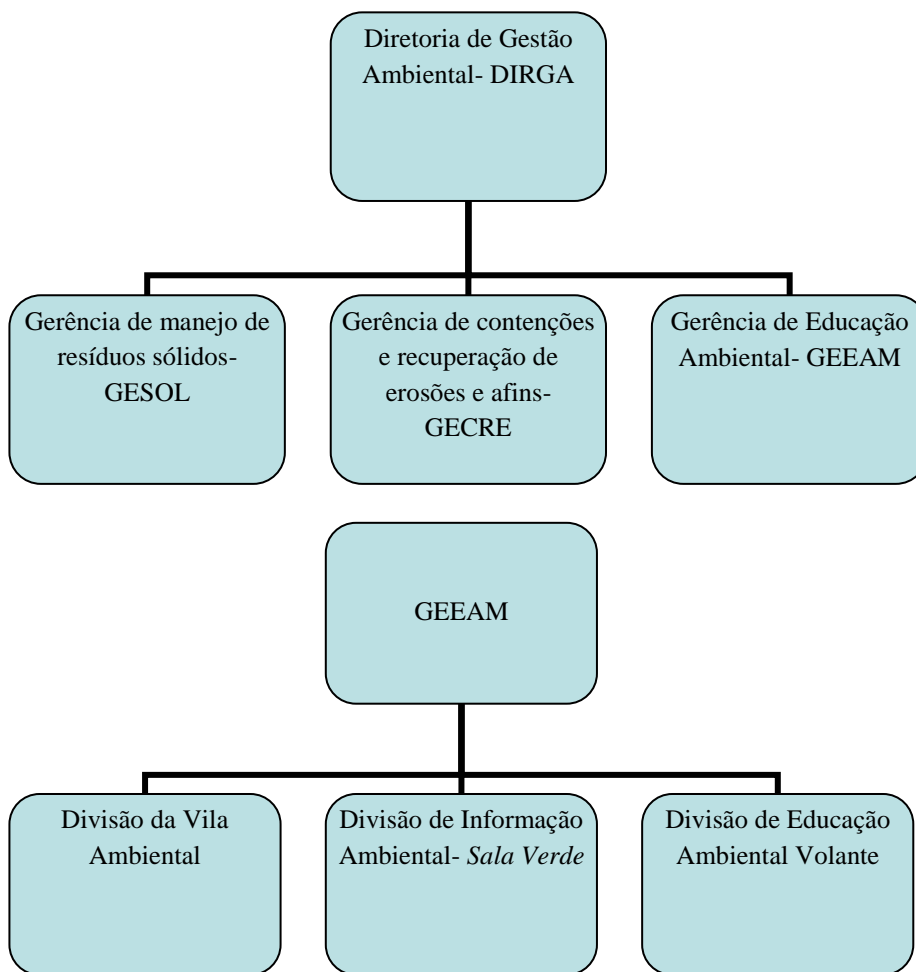 Diretoria de Gestão
Ambiental- DIRGA
Gerência de manejo de
resíduos sólidos-
GESOL
Gerência de contenções
e recuperação de
erosões e afins-
GECRE
Gerência de Educação
Ambiental- GEEAM
GEEAM
Divisão da Vila
Ambiental
Divisão de Informação
Ambiental- Sala Verde
Divisão de Educação
Ambiental Volante